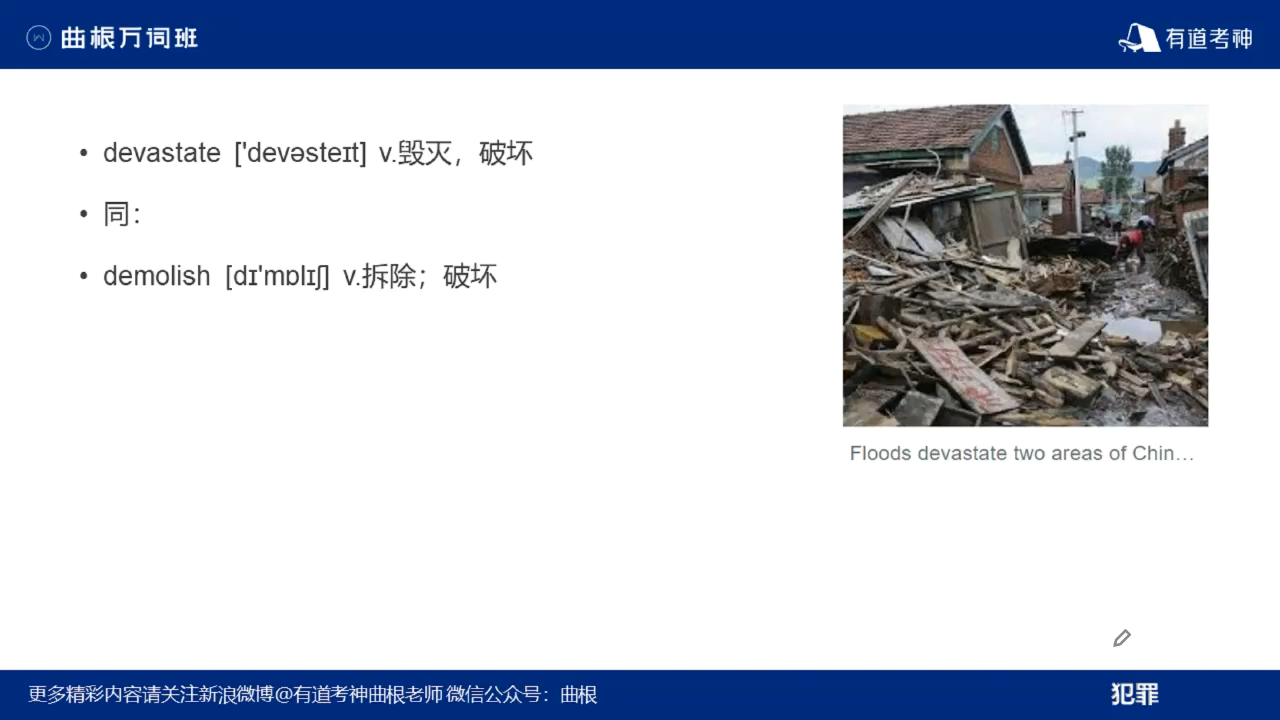 曲根万词班
有道考神
• devastate ['devəsteɪt] v.毁灭，破坏
• 同：
• demolish [dɪ'mɒlɪʃ] v.拆除；破坏
Floods devastate two areas of Chin…
更多精彩内容请关注新浪微博@有道考神曲根老师 微信公众号：曲根
犯罪